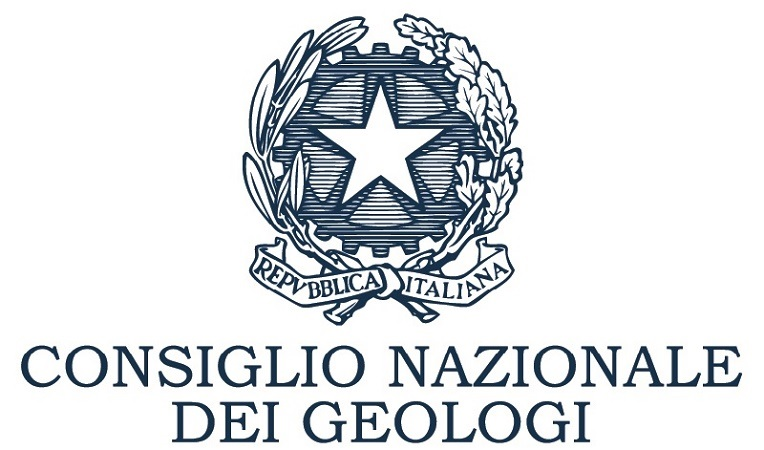 REPVBBLICA ITALIANA
CONSIGLIO NAZIONALE
DEI GEOLOGI